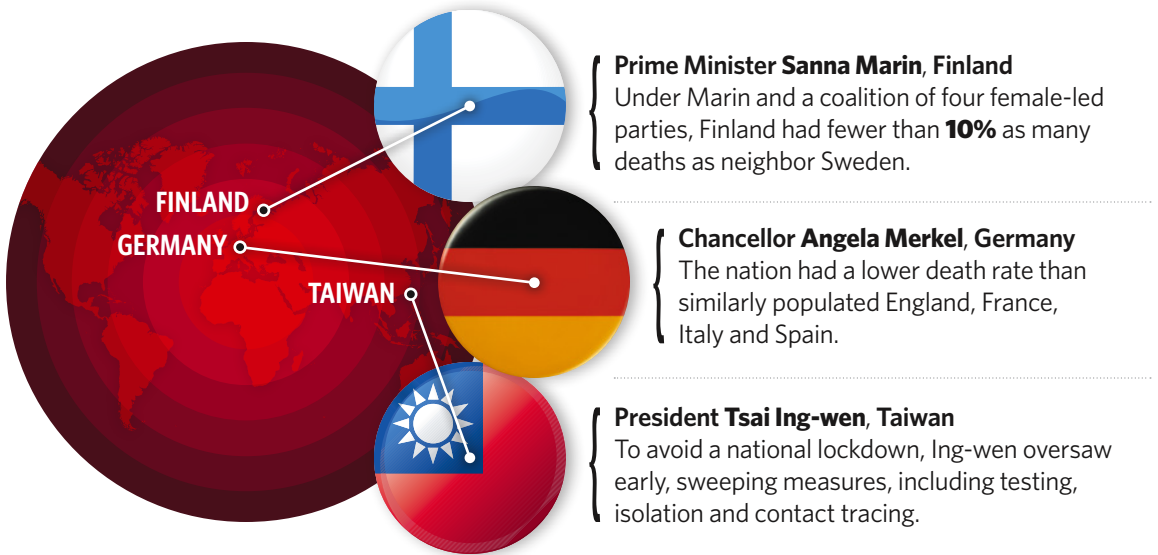 FINLAND
GERMANY
TAIWAN
Prime Minister Sanna Marin, Finland
Under Marin and a coalition of four female-led
parties, Finland had fewer than 10% as many
deaths as neighbor Sweden.
Chancellor Angela Merkel, Germany
The nation had a lower death rate than
similarly populated England, France,
Italy and Spain.
President Tsai Ing-wen, Taiwan
To avoid a national lockdown, Ing-wen oversaw
early, sweeping measures, including testing,
isolation and contact tracing.